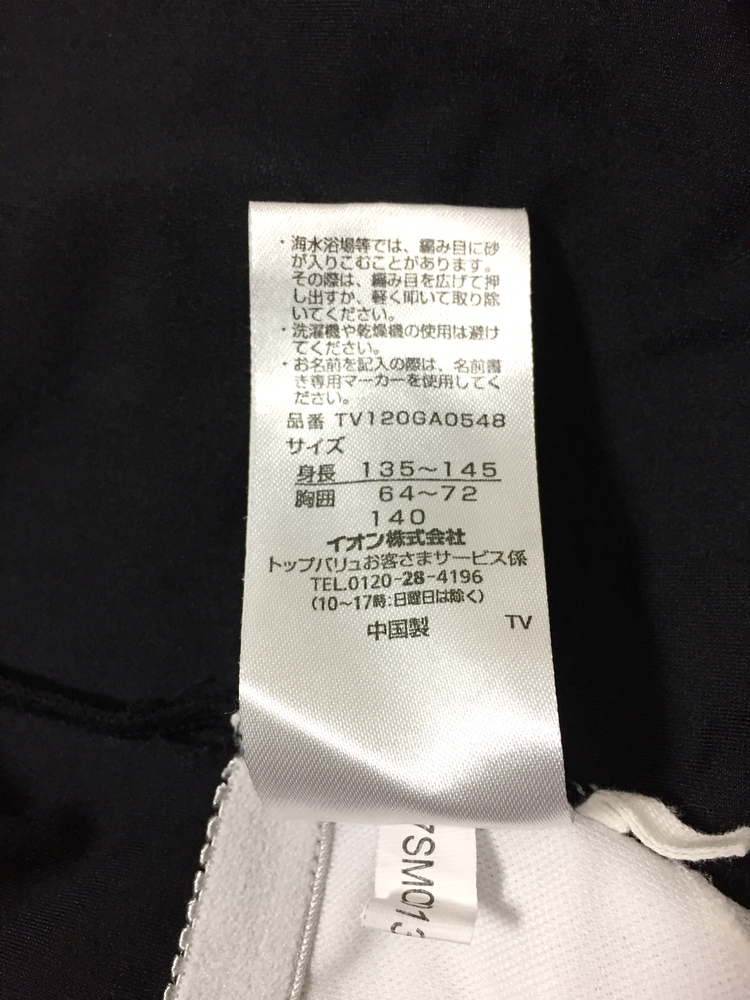 ・海水浴場等では、編み目に砂
が入りこむことがあります。
その際は、編み目を広げて押
し出すか、軽く叩いて取り除
いてください。
・洗濯機や乾燥機の使用は避け
てください。
・お名前を記入の際は、名前書
き専用マーカーを使用してく
ださい。
品番 TV120GA0548
サイズ
身長 135~145
胸囲 64~72
140
イオン株式会社
トップバリュお客さまサービス係
TEL.0120-28-4196
(10~17時:日曜日は除く)
中国製 TV
7SM013